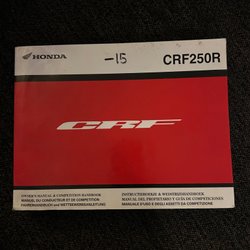 HONDA
-15
CRF250R
CRF
OWNER'S MANUAL & COMPETITION HANDBOOK
MANUEL DU CONDUCTEUR ET DE COMPETITION
FAHRERHANDBUCH und WETTBEWERBSANLEITUNG
INSTRUCTIEBOEKJE & WEDSTRIJDHANDBOEK
MANUAL DEL PROPIETARIO Y GUIA DE COMPETICIONES
MANUALE D'USO E DEGLI ASSETTI DA COMPETIZIONE